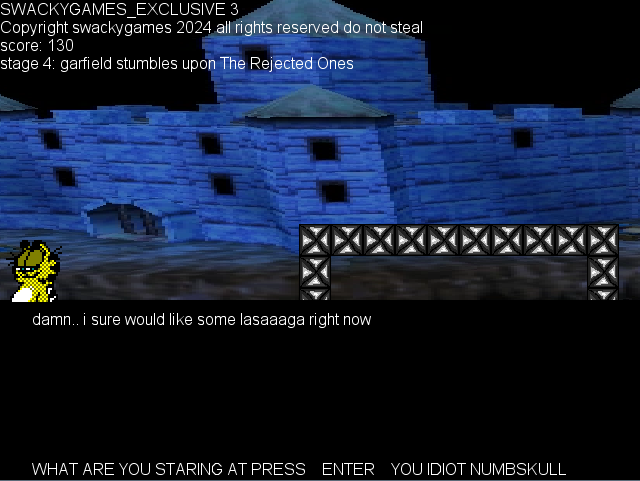 SWACKYGAMES_EXCLUSIVE 3
Copyright swackygames 2024 all rights reserved do not steal
score: 130
stage 4: garfield stumbles upon The Rejected Ones
damn.. i sure would like some lasaaaga right now
WHAT ARE YOU STARING AT PRESS ENTER YOU IDIOT NUMBSKULL